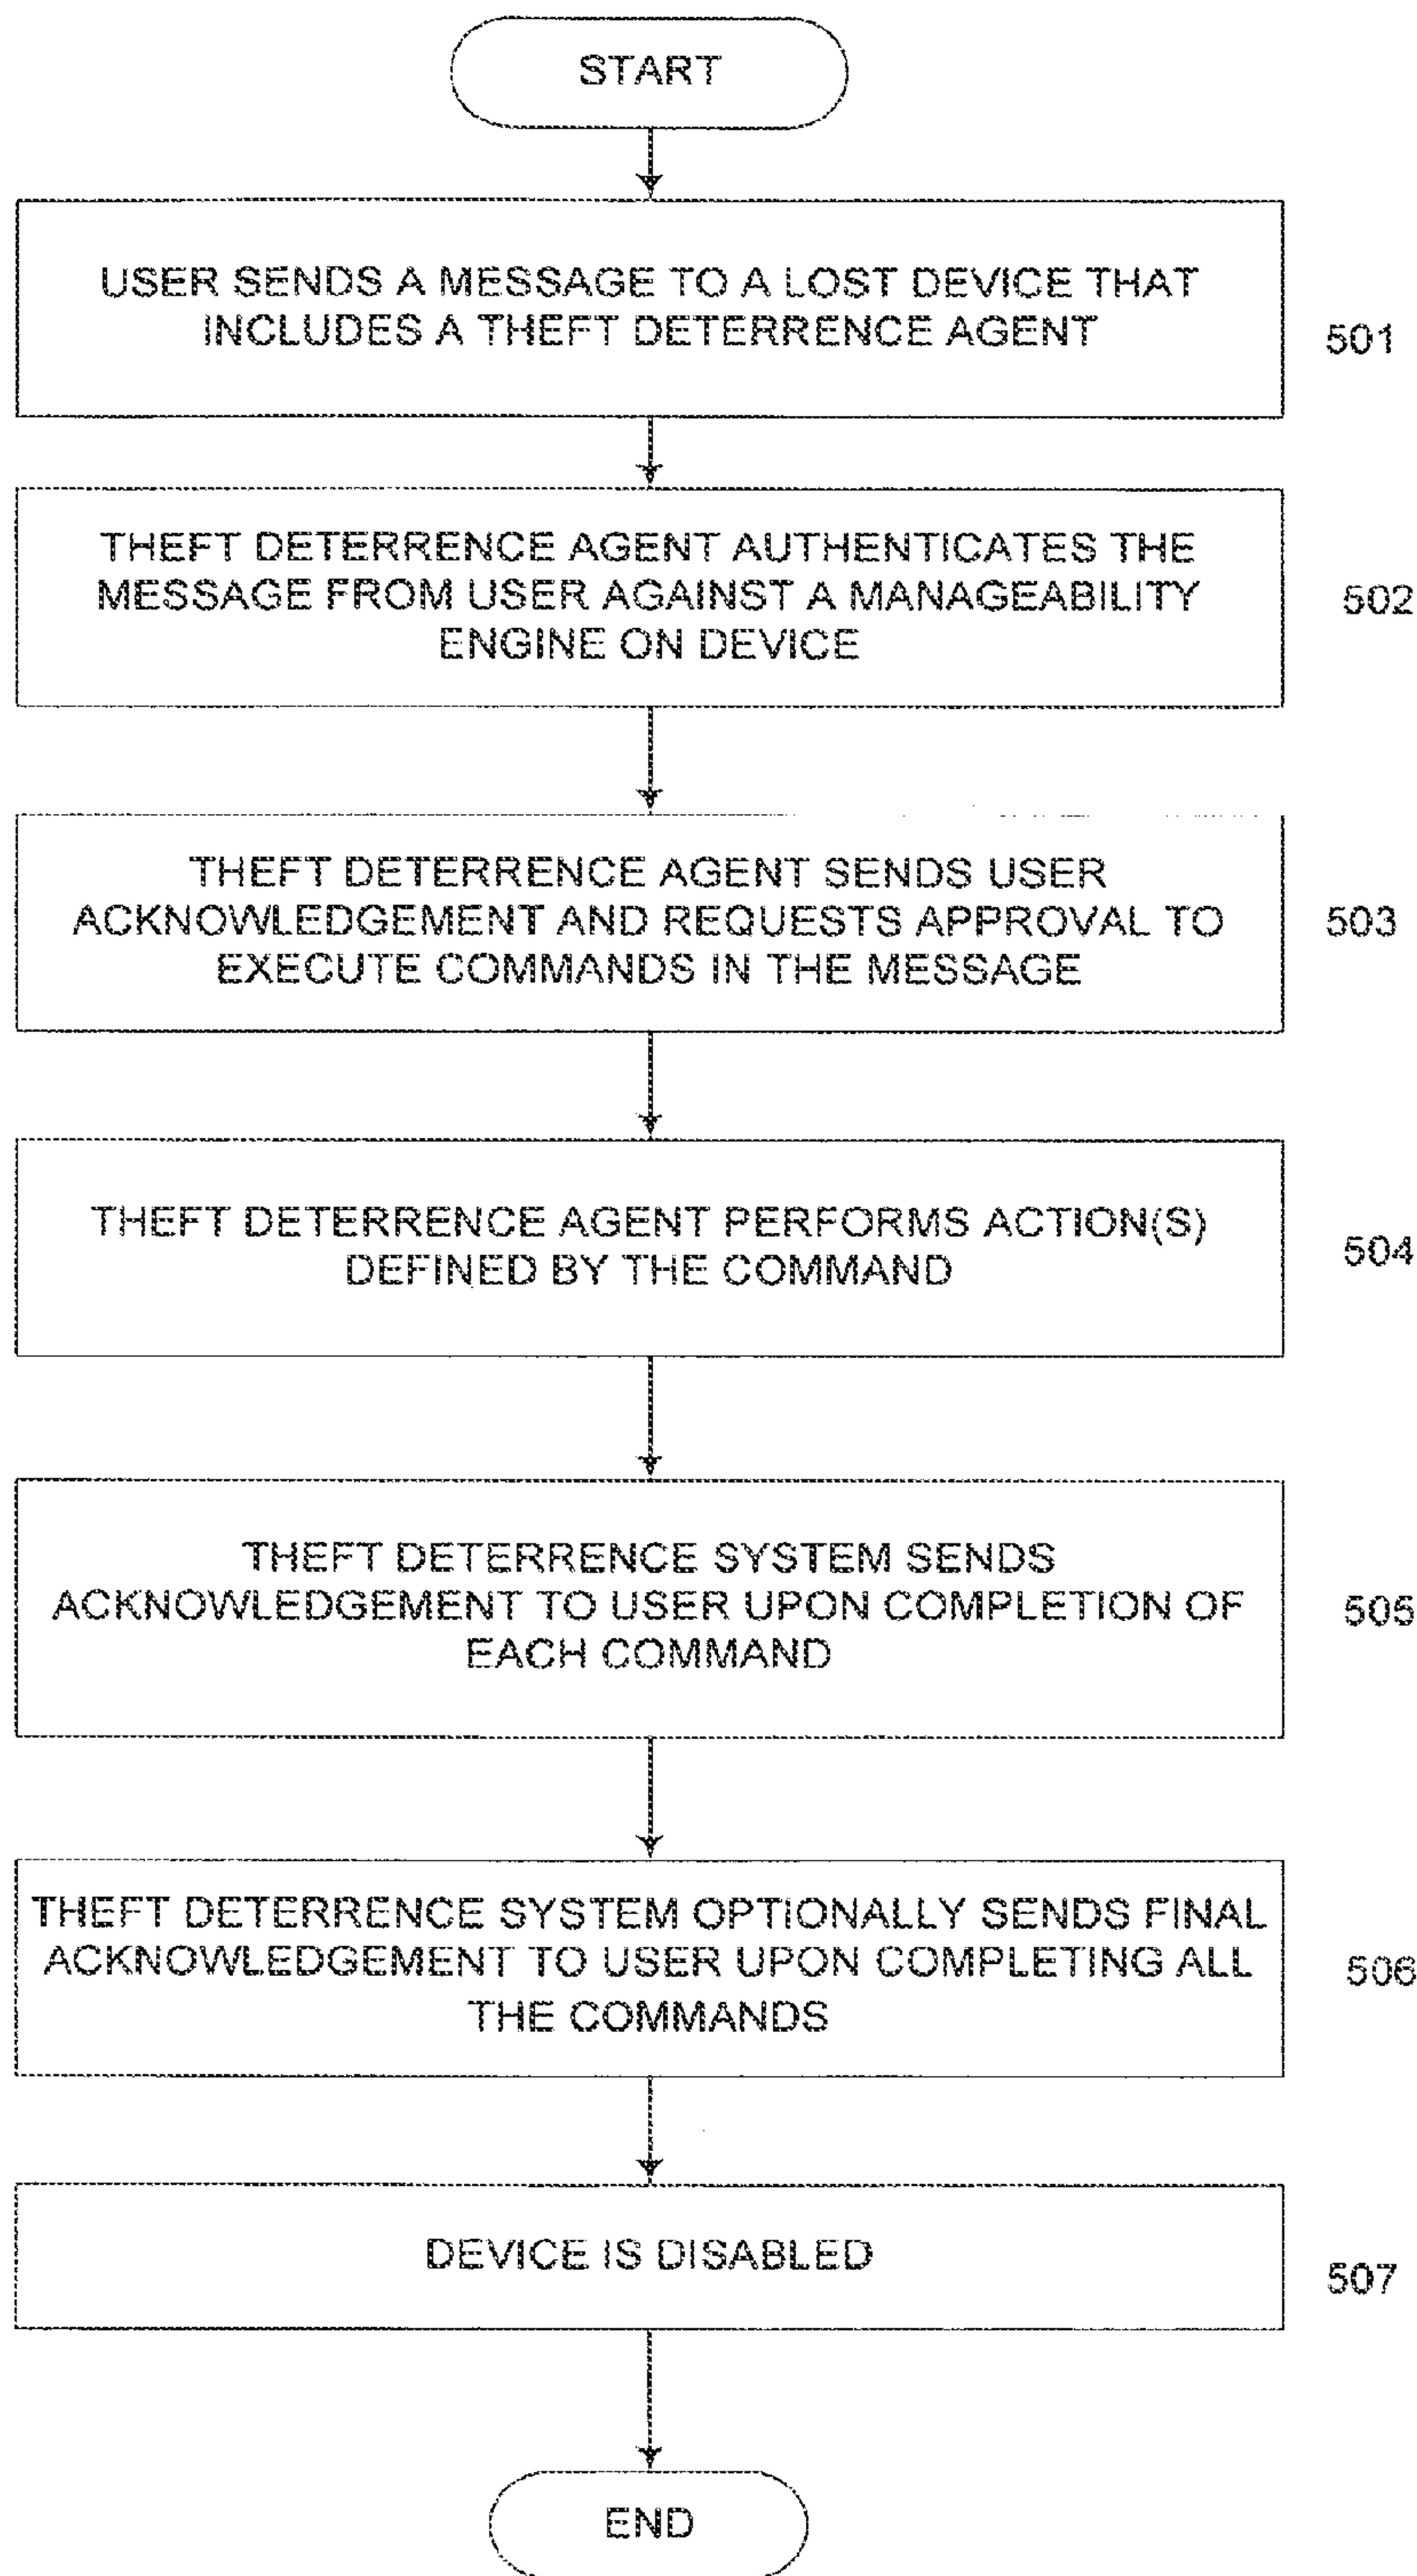 START
USER SENDS A MESSAGE TO A LOST DEVICE THAT
INCLUDES A THEFT DETERRENCE AGENT
501
THEFT DETERRENCE AGENT AUTHENTICATES THE
MESSAGE FROM USER AGAINST A MANAGEABILITY
ENGINE ON DEVICE
502
THEFT DETERRENCE AGENT SENDS USER
ACKNOWLEDGEMENT AND REQUESTS APPROVAL TO
EXECUTE COMMANDS IN THE MESSAGE
503
THEFT DETERRENCE AGENT PERFORMS ACTION(S)
DEFINED BY THE COMMAND
504
THEFT DETERRENCE SYSTEM SENDS
ACKNOWLEDGEMENT TO USER UPON COMPLETION OF
EACH COMMAND
505
THEFT DETERRENCE SYSTEM OPTIONALLY SENDS FINAL
ACKNOWLEDGEMENT TO USER UPON COMPLETING ALL
THE COMMANDS
506
DEVICE IS DISABLED
507
END